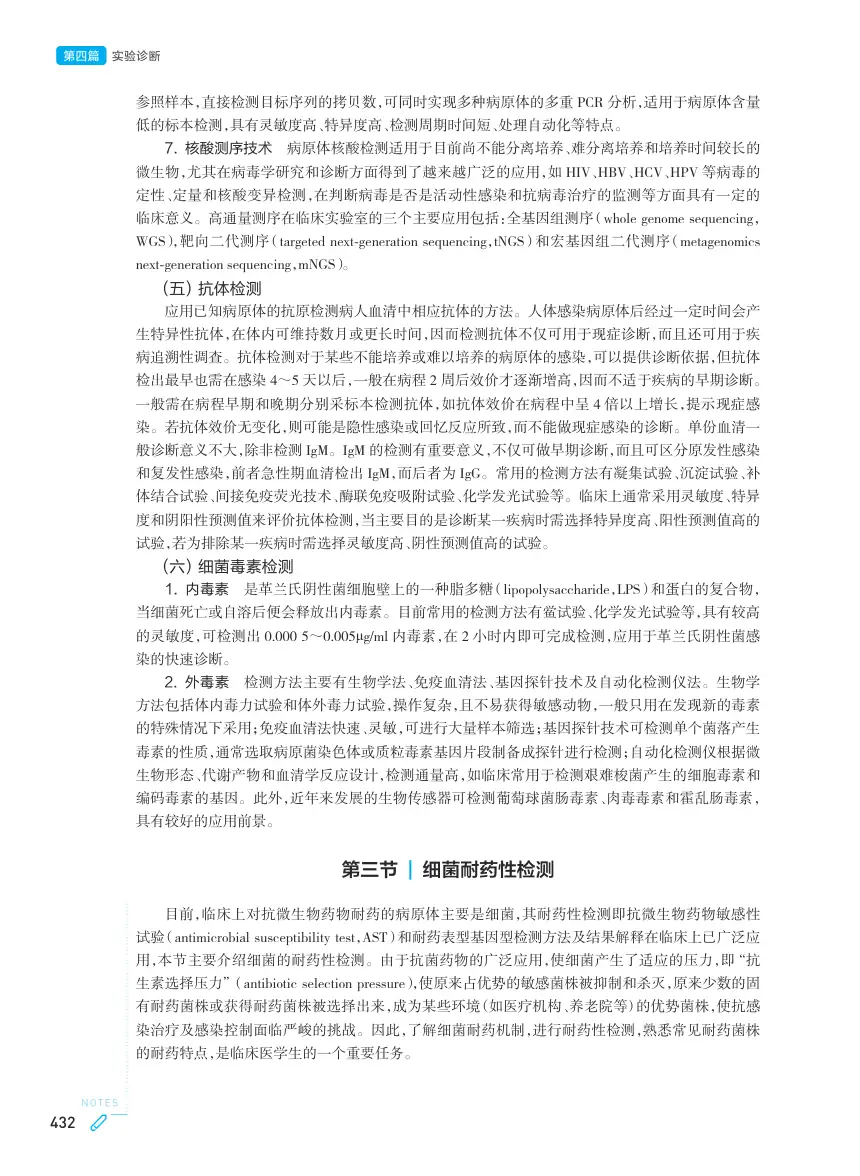 第四篇 实验诊断
参照样本,直接检测目标序列的拷贝数,可同时实现多种病原体的多重 PCR 分析,适用于病原体含量
低的标本检测,具有灵敏度高、特异度高、检测周期时间短、处理自动化等特点。
7. 核酸测序技术 病原体核酸检测适用于目前尚不能分离培养、难分离培养和培养时间较长的
微生物,尤其在病毒学研究和诊断方面得到了越来越广泛的应用,如 HIV、HBV、HCV、HPV 等病毒的
定性、定量和核酸变异检测,在判断病毒是否是活动性感染和抗病毒治疗的监测等方面具有一定的
临床意义。高通量测序在临床实验室的三个主要应用包括:全基因组测序(whole genome sequencing,
WGS),靶向二代测序(targeted next-generation sequencing,tNGS)和宏基因组二代测序(metagenomics
next-generation sequencing,mNGS)。
(五) 抗体检测
应用已知病原体的抗原检测病人血清中相应抗体的方法。人体感染病原体后经过一定时间会产
生特异性抗体,在体内可维持数月或更长时间,因而检测抗体不仅可用于现症诊断,而且还可用于疾
病追溯性调查。抗体检测对于某些不能培养或难以培养的病原体的感染,可以提供诊断依据,但抗体
检出最早也需在感染 4~5 天以后,一般在病程 2 周后效价才逐渐增高,因而不适于疾病的早期诊断。
一般需在病程早期和晚期分别采标本检测抗体,如抗体效价在病程中呈 4 倍以上增长,提示现症感
染。若抗体效价无变化,则可能是隐性感染或回忆反应所致,而不能做现症感染的诊断。单份血清一
般诊断意义不大,除非检测 IgM。IgM 的检测有重要意义,不仅可做早期诊断,而且可区分原发性感染
和复发性感染,前者急性期血清检出 IgM,而后者为 IgG。常用的检测方法有凝集试验、沉淀试验、补
体结合试验、间接免疫荧光技术、酶联免疫吸附试验、化学发光试验等。临床上通常采用灵敏度、特异
度和阴阳性预测值来评价抗体检测,当主要目的是诊断某一疾病时需选择特异度高、阳性预测值高的
试验,若为排除某一疾病时需选择灵敏度高、阴性预测值高的试验。
(六) 细菌毒素检测
1. 内毒素 是革兰氏阴性菌细胞壁上的一种脂多糖(lipopolysaccharide,LPS)和蛋白的复合物,
当细菌死亡或自溶后便会释放出内毒素。目前常用的检测方法有鲎试验、化学发光试验等,具有较高
的灵敏度,可检测出 0.000 5~0.005μg/ml 内毒素,在 2 小时内即可完成检测,应用于革兰氏阴性菌感
染的快速诊断。
2. 外毒素 检测方法主要有生物学法、免疫血清法、基因探针技术及自动化检测仪法。生物学
方法包括体内毒力试验和体外毒力试验,操作复杂,且不易获得敏感动物,一般只用在发现新的毒素
的特殊情况下采用;免疫血清法快速、灵敏,可进行大量样本筛选;基因探针技术可检测单个菌落产生
毒素的性质,通常选取病原菌染色体或质粒毒素基因片段制备成探针进行检测;自动化检测仪根据微
生物形态、代谢产物和血清学反应设计,检测通量高,如临床常用于检测艰难梭菌产生的细胞毒素和
编码毒素的基因。此外,近年来发展的生物传感器可检测葡萄球菌肠毒素、肉毒毒素和霍乱肠毒素,
具有较好的应用前景。
第三节 | 细菌耐药性检测
目前,临床上对抗微生物药物耐药的病原体主要是细菌,其耐药性检测即抗微生物药物敏感性
试验(antimicrobial susceptibility test,AST)和耐药表型基因型检测方法及结果解释在临床上已广泛应
用,本节主要介绍细菌的耐药性检测。由于抗菌药物的广泛应用,使细菌产生了适应的压力,即“抗
生素选择压力”(antibiotic selection pressure),使原来占优势的敏感菌株被抑制和杀灭,原来少数的固
有耐药菌株或获得耐药菌株被选择出来,成为某些环境(如医疗机构、养老院等)的优势菌株,使抗感
染治疗及感染控制面临严峻的挑战。因此,了解细菌耐药机制,进行耐药性检测,熟悉常见耐药菌株
的耐药特点,是临床医学生的一个重要任务。
NOTES
432